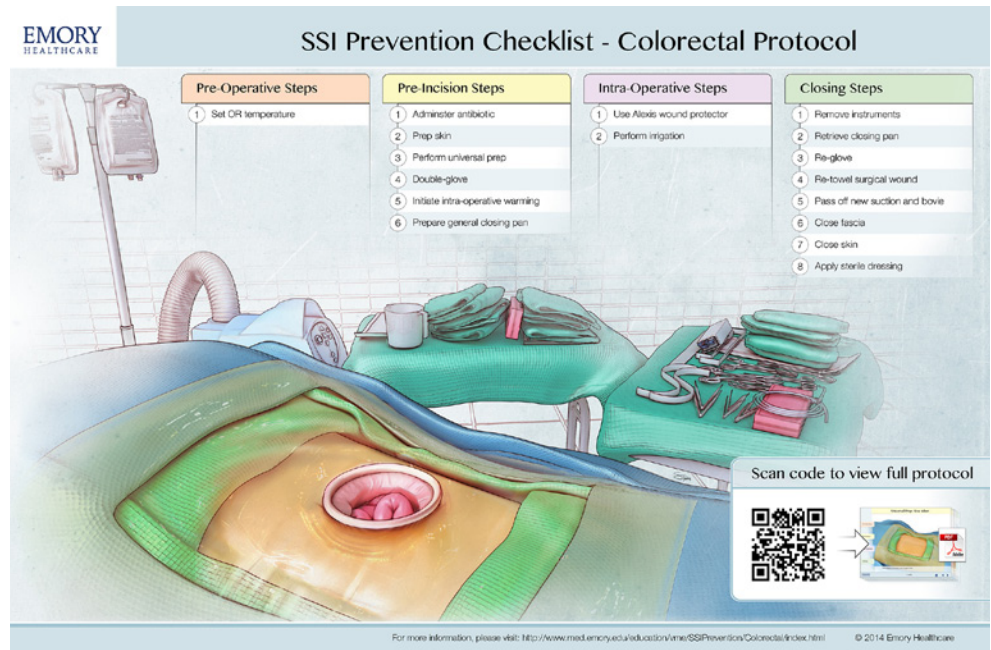 EMORY
HEALTHCARE
SSI Prevention Checklist - Colorectal Protocol
Pre-Operative Steps
1 Set OR temperature
Pre-Incision Steps
1 Adminster antibiotic
2 Prep skin
3 Perform universal prep
4 Double-glove
5 Initiate intra-operative warming
6 Prepare general closing pan
Intra-Operative Steps
1 Use Alexis wound protector
2 Perform irrigation
Closing Steps
1 Remove instruments
2 Retrieve closing pan
3 Re-glove
4 Re-towel surgical wound
5 Pass off new suction and bovie
6 Close fascia
7 Close skin
8 Apply sterile dressing
Scan code to view full protocol
For more information, please visit: http://www.med.emory.edu/education/vme/SSIPrevention/Colorectal/index.html
© 2014 Emory Healthcare